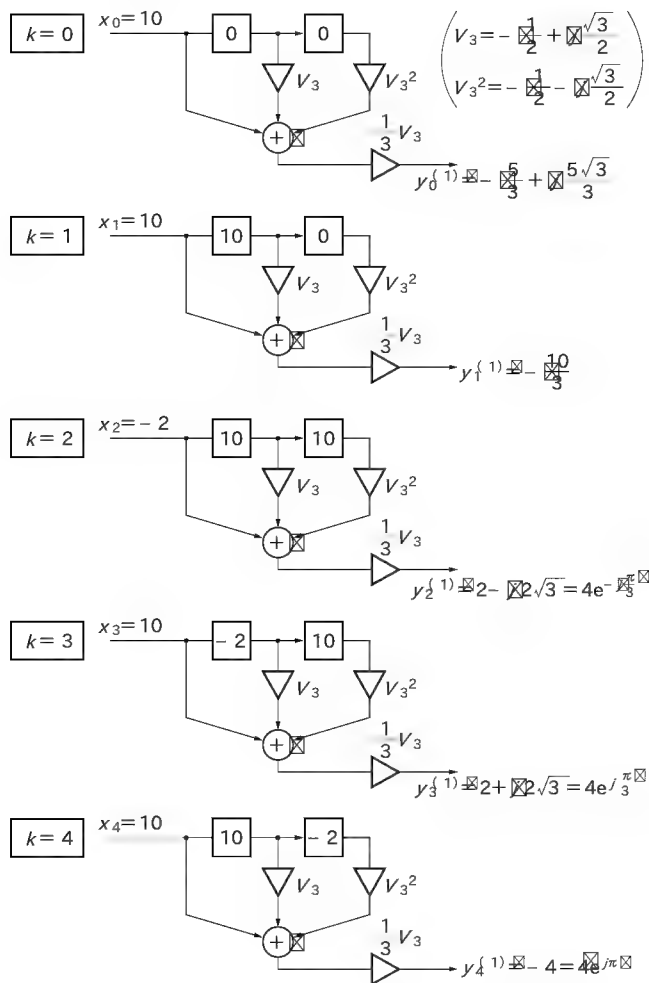 k = 0
x₀=10
0
0
V₃
V₃²
V₃ = - 1/2 + j √3/2
V₃² = - 1/2 - j √3/2
+
1/3 V₃
y₀⁽¹⁾ = - 5/3 + j 5√3/3
k = 1
x₁=10
10
0
V₃
V₃²
+
1/3 V₃
y₁⁽¹⁾ = - 10/3
k = 2
x₂= - 2
10
10
V₃
V₃²
+
1/3 V₃
y₂⁽¹⁾ = 2 - j2√3 = 4e^(-jπ/3)
k = 3
x₃=10
- 2
10
V₃
V₃²
+
1/3 V₃
y₃⁽¹⁾ = 2 + j2√3 = 4e^(jπ/3)
k = 4
x₄=10
10
- 2
V₃
V₃²
+
1/3 V₃
y₄⁽¹⁾ = - 4 = 4e^(jπ)